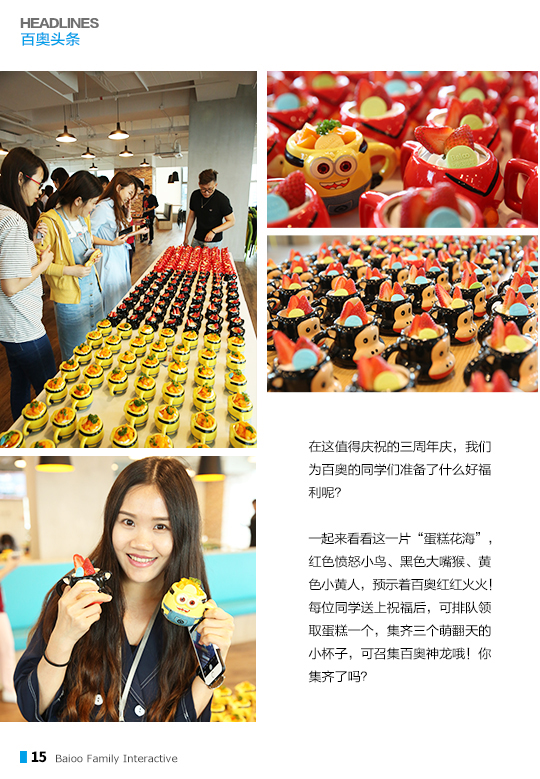 HEADLINES
百奥头条
在这值得庆祝的三周年庆，我们
为百奥的同学们准备了什么好福
利呢？
一起来看看这一片“蛋糕花海”，
红色愤怒小鸟、黑色大嘴猴、黄
色小黄人，预示着百奥红红火火！
每位同学送上祝福后，可排队领
取蛋糕一个，集齐三个萌翻天的
小杯子，可召集百奥神龙哦！你
集齐了吗？
15 Baioo Family Interactive